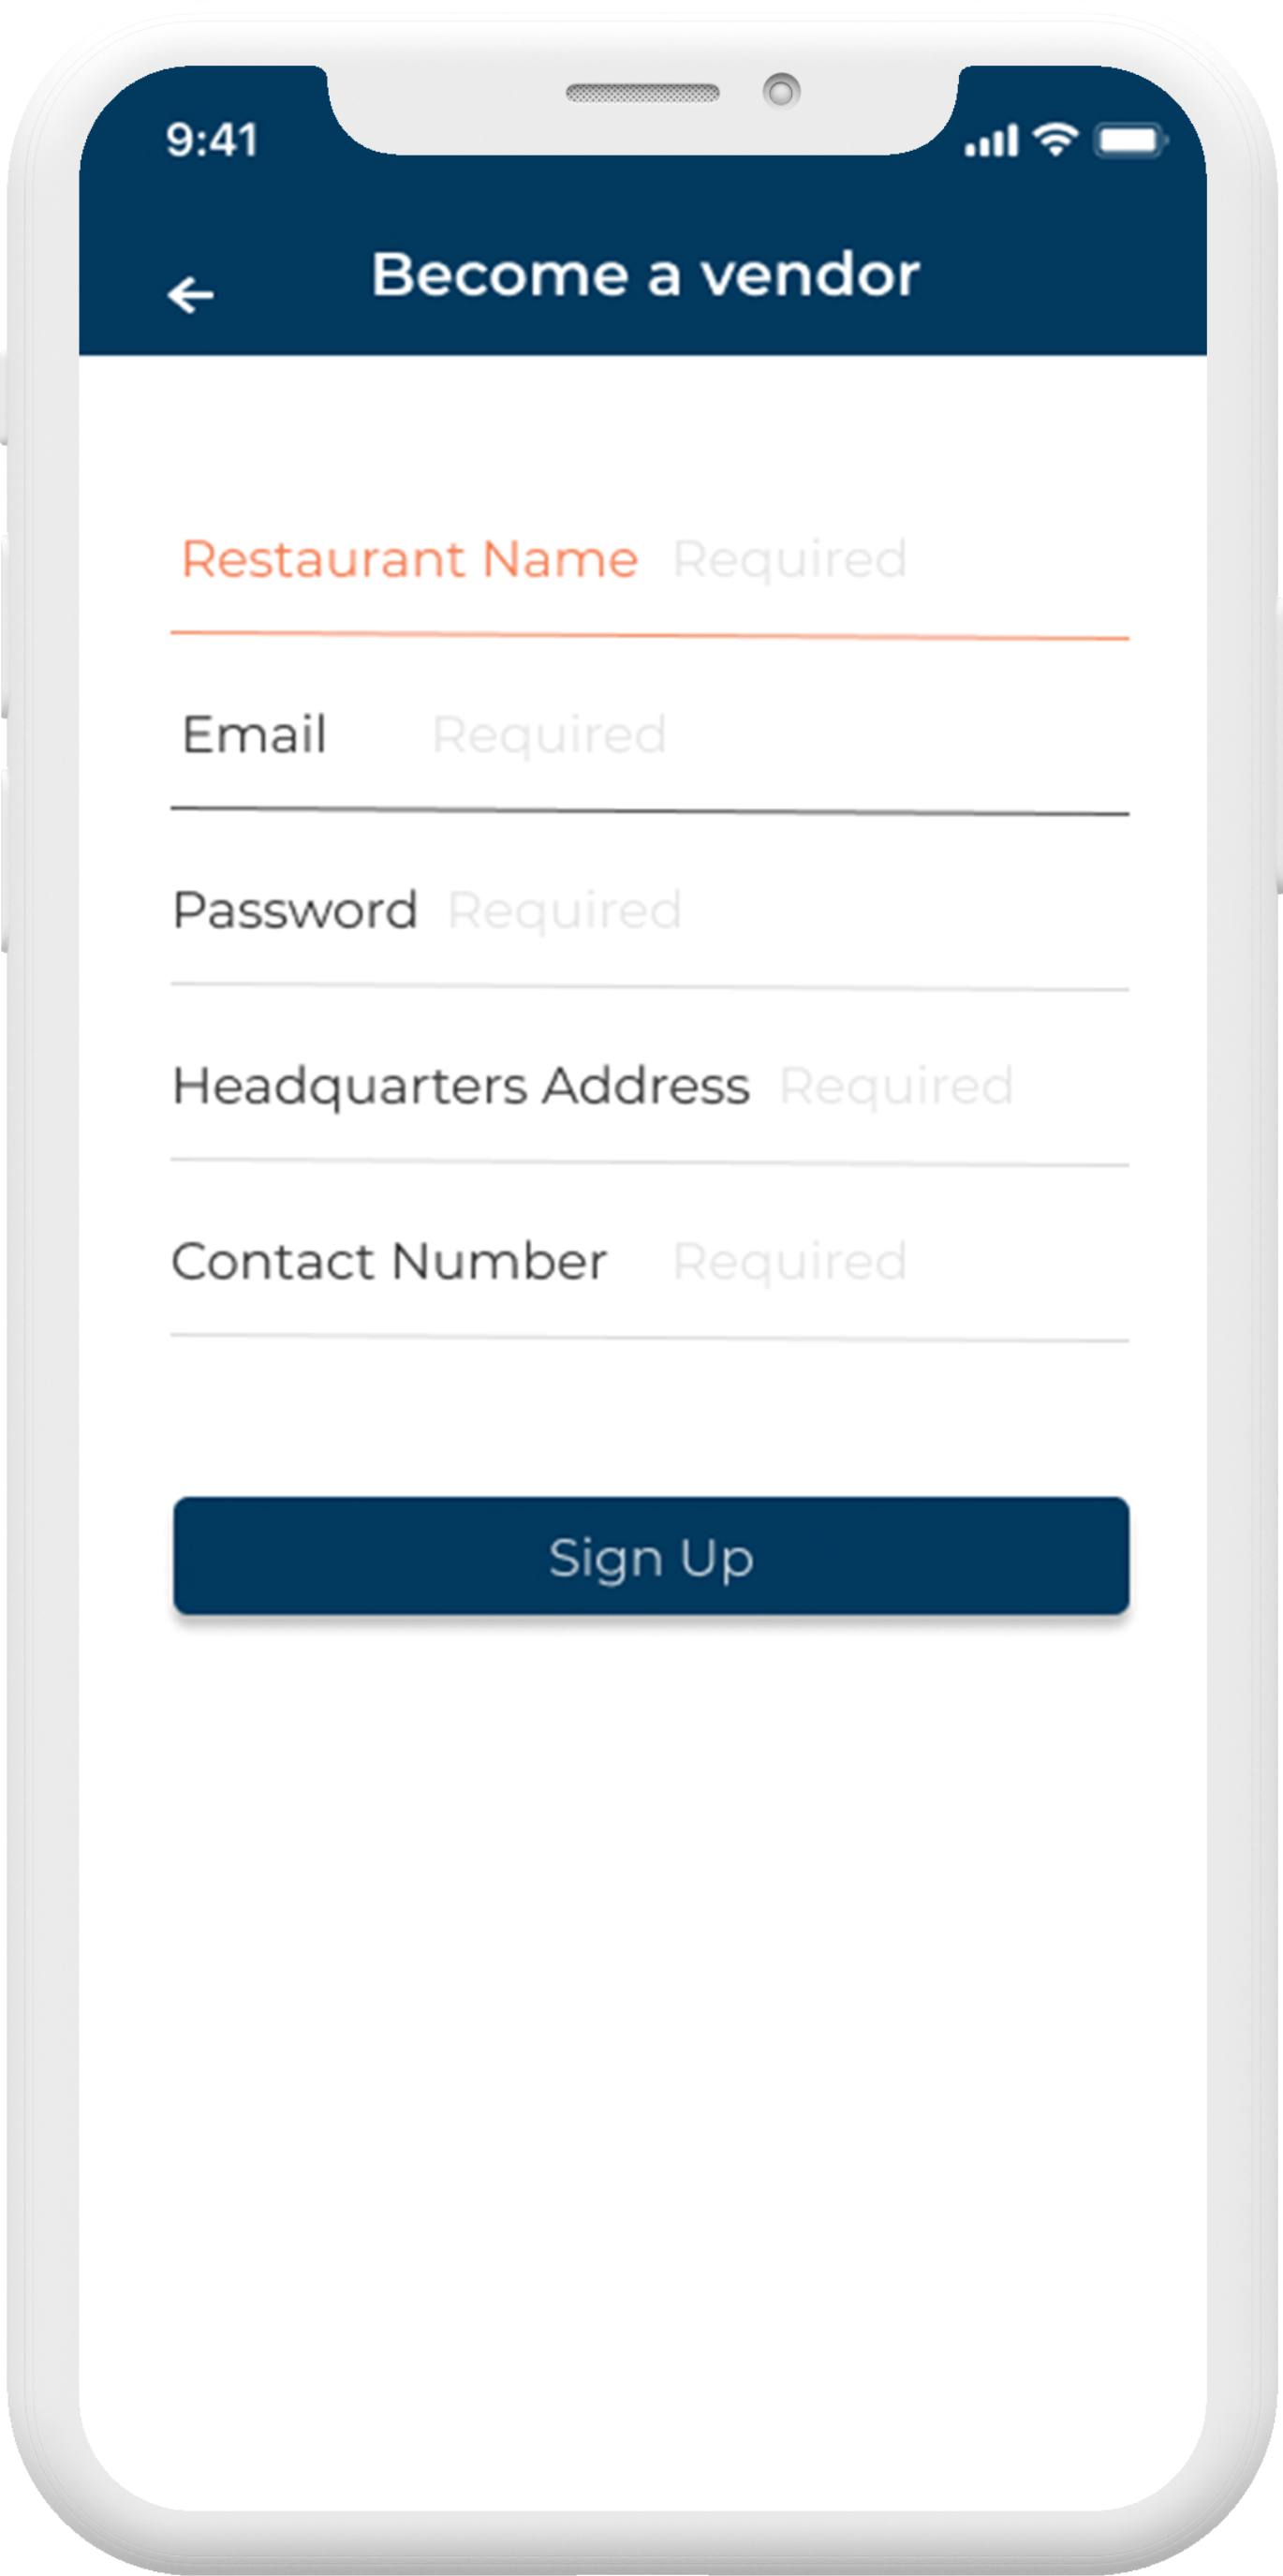 9:41
Become a vendor
Restaurant Name Required
Email Required
Password Required
Headquarters Address Required
Contact Number Required
Sign Up